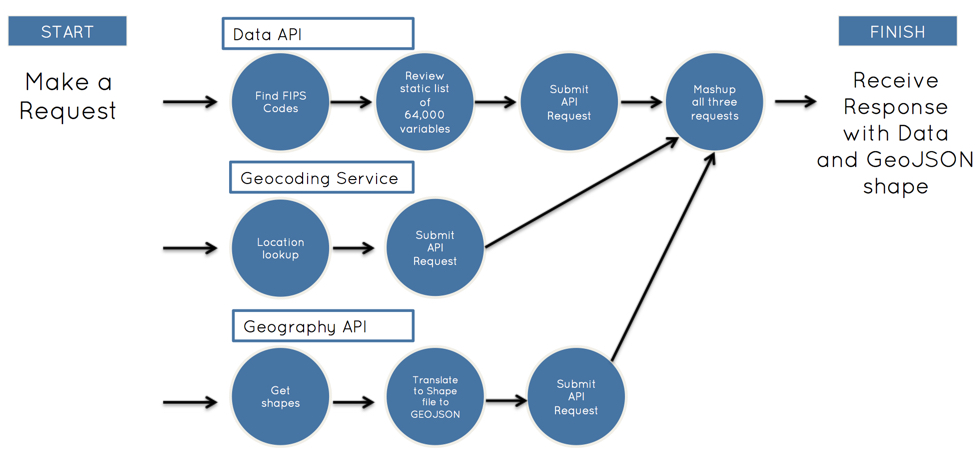 START
Make a
Request
Data API
Find FIPS
Codes
Review
static list
of
64,000
variables
Submit
API
Request
Mashup
all three
requests
FINISH
Receive
Response
with Data
and GeoJSON
shape
Geocoding Service
Location
lookup
Submit
API
Request
Geography API
Get
shapes
Translate
to Shape
file to
GEOJSON
Submit
API
Request